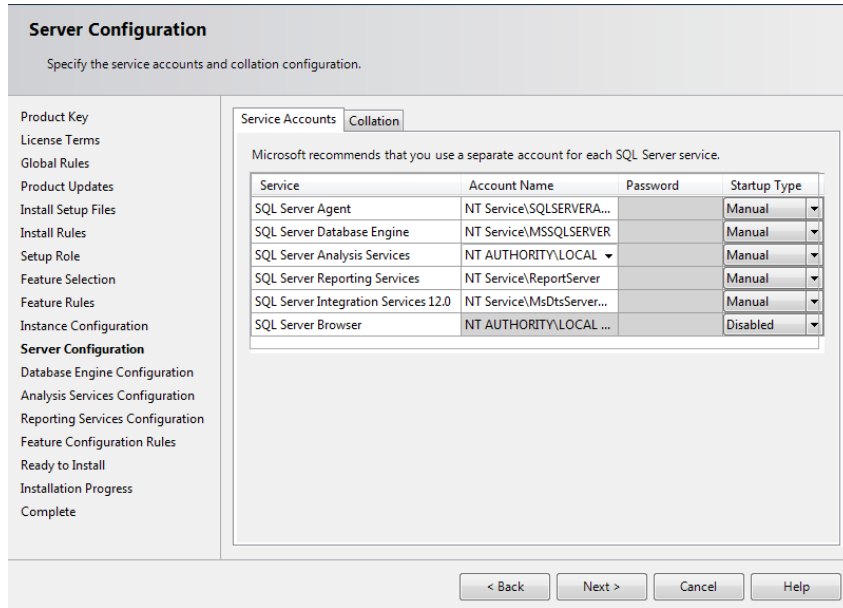 Server Configuration
Specify the service accounts and collation configuration.
Product Key
License Terms
Global Rules
Product Updates
Install Setup Files
Install Rules
Setup Role
Feature Selection
Feature Rules
Instance Configuration
Server Configuration
Database Engine Configuration
Analysis Services Configuration
Reporting Services Configuration
Feature Configuration Rules
Ready to Install
Installation Progress
Complete
Service Accounts Collation
Microsoft recommends that you use a separate account for each SQL Server service.
Service Account Name Password Startup Type
SQL Server Agent NT Service\SQLSERVERA... Manual
SQL Server Database Engine NT Service\MSSQLSERVER Manual
SQL Server Analysis Services NT AUTHORITY\LOCAL Manual
SQL Server Reporting Services NT Service\ReportServer Manual
SQL Server Integration Services 12.0 NT Service\MsDtsServer... Manual
SQL Server Browser NT AUTHORITY\LOCAL ... Disabled
< Back Next > Cancel Help